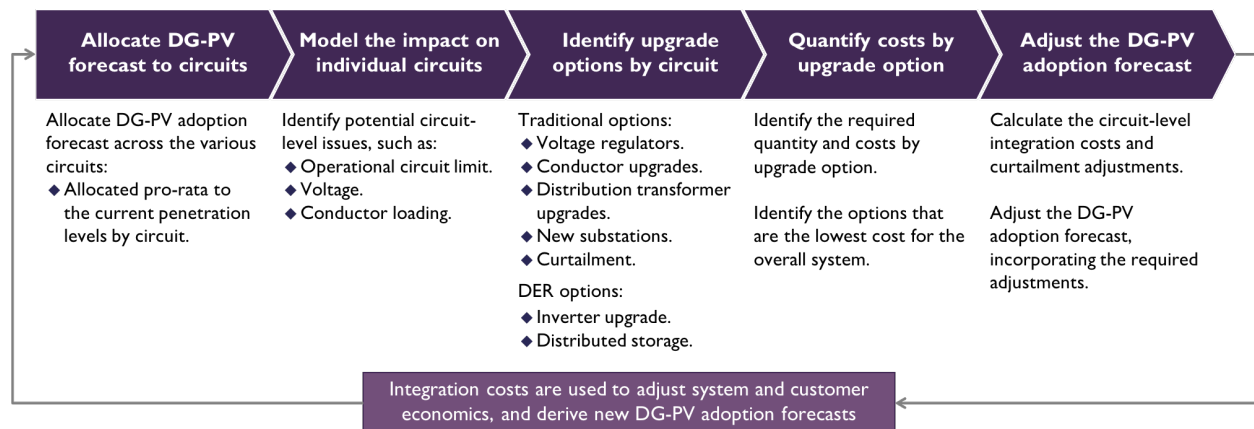 Allocate DG-PV
forecast to circuits
Model the impact on
individual circuits
Identify upgrade
options by circuit
Quantify costs by
upgrade option
Adjust the DG-PV
adoption forecast
Allocate DG-PV adoption
forecast across the various
circuits:
◆ Allocated pro-rata to
the current penetration
levels by circuit.
Identify potential circuit-
level issues, such as:
◆ Operational circuit limit.
◆ Voltage.
◆ Conductor loading.
Traditional options:
◆ Voltage regulators.
◆ Conductor upgrades.
◆ Distribution transformer
upgrades.
◆ New substations.
◆ Curtailment.
DER options:
◆ Inverter upgrade.
◆ Distributed storage.
Identify the required
quantity and costs by
upgrade option.
Identify the options that
are the lowest cost for the
overall system.
Calculate the circuit-level
integration costs and
curtailment adjustments.
Adjust the DG-PV
adoption forecast,
incorporating the required
adjustments.
Integration costs are used to adjust system and customer
economics, and derive new DG-PV adoption forecasts